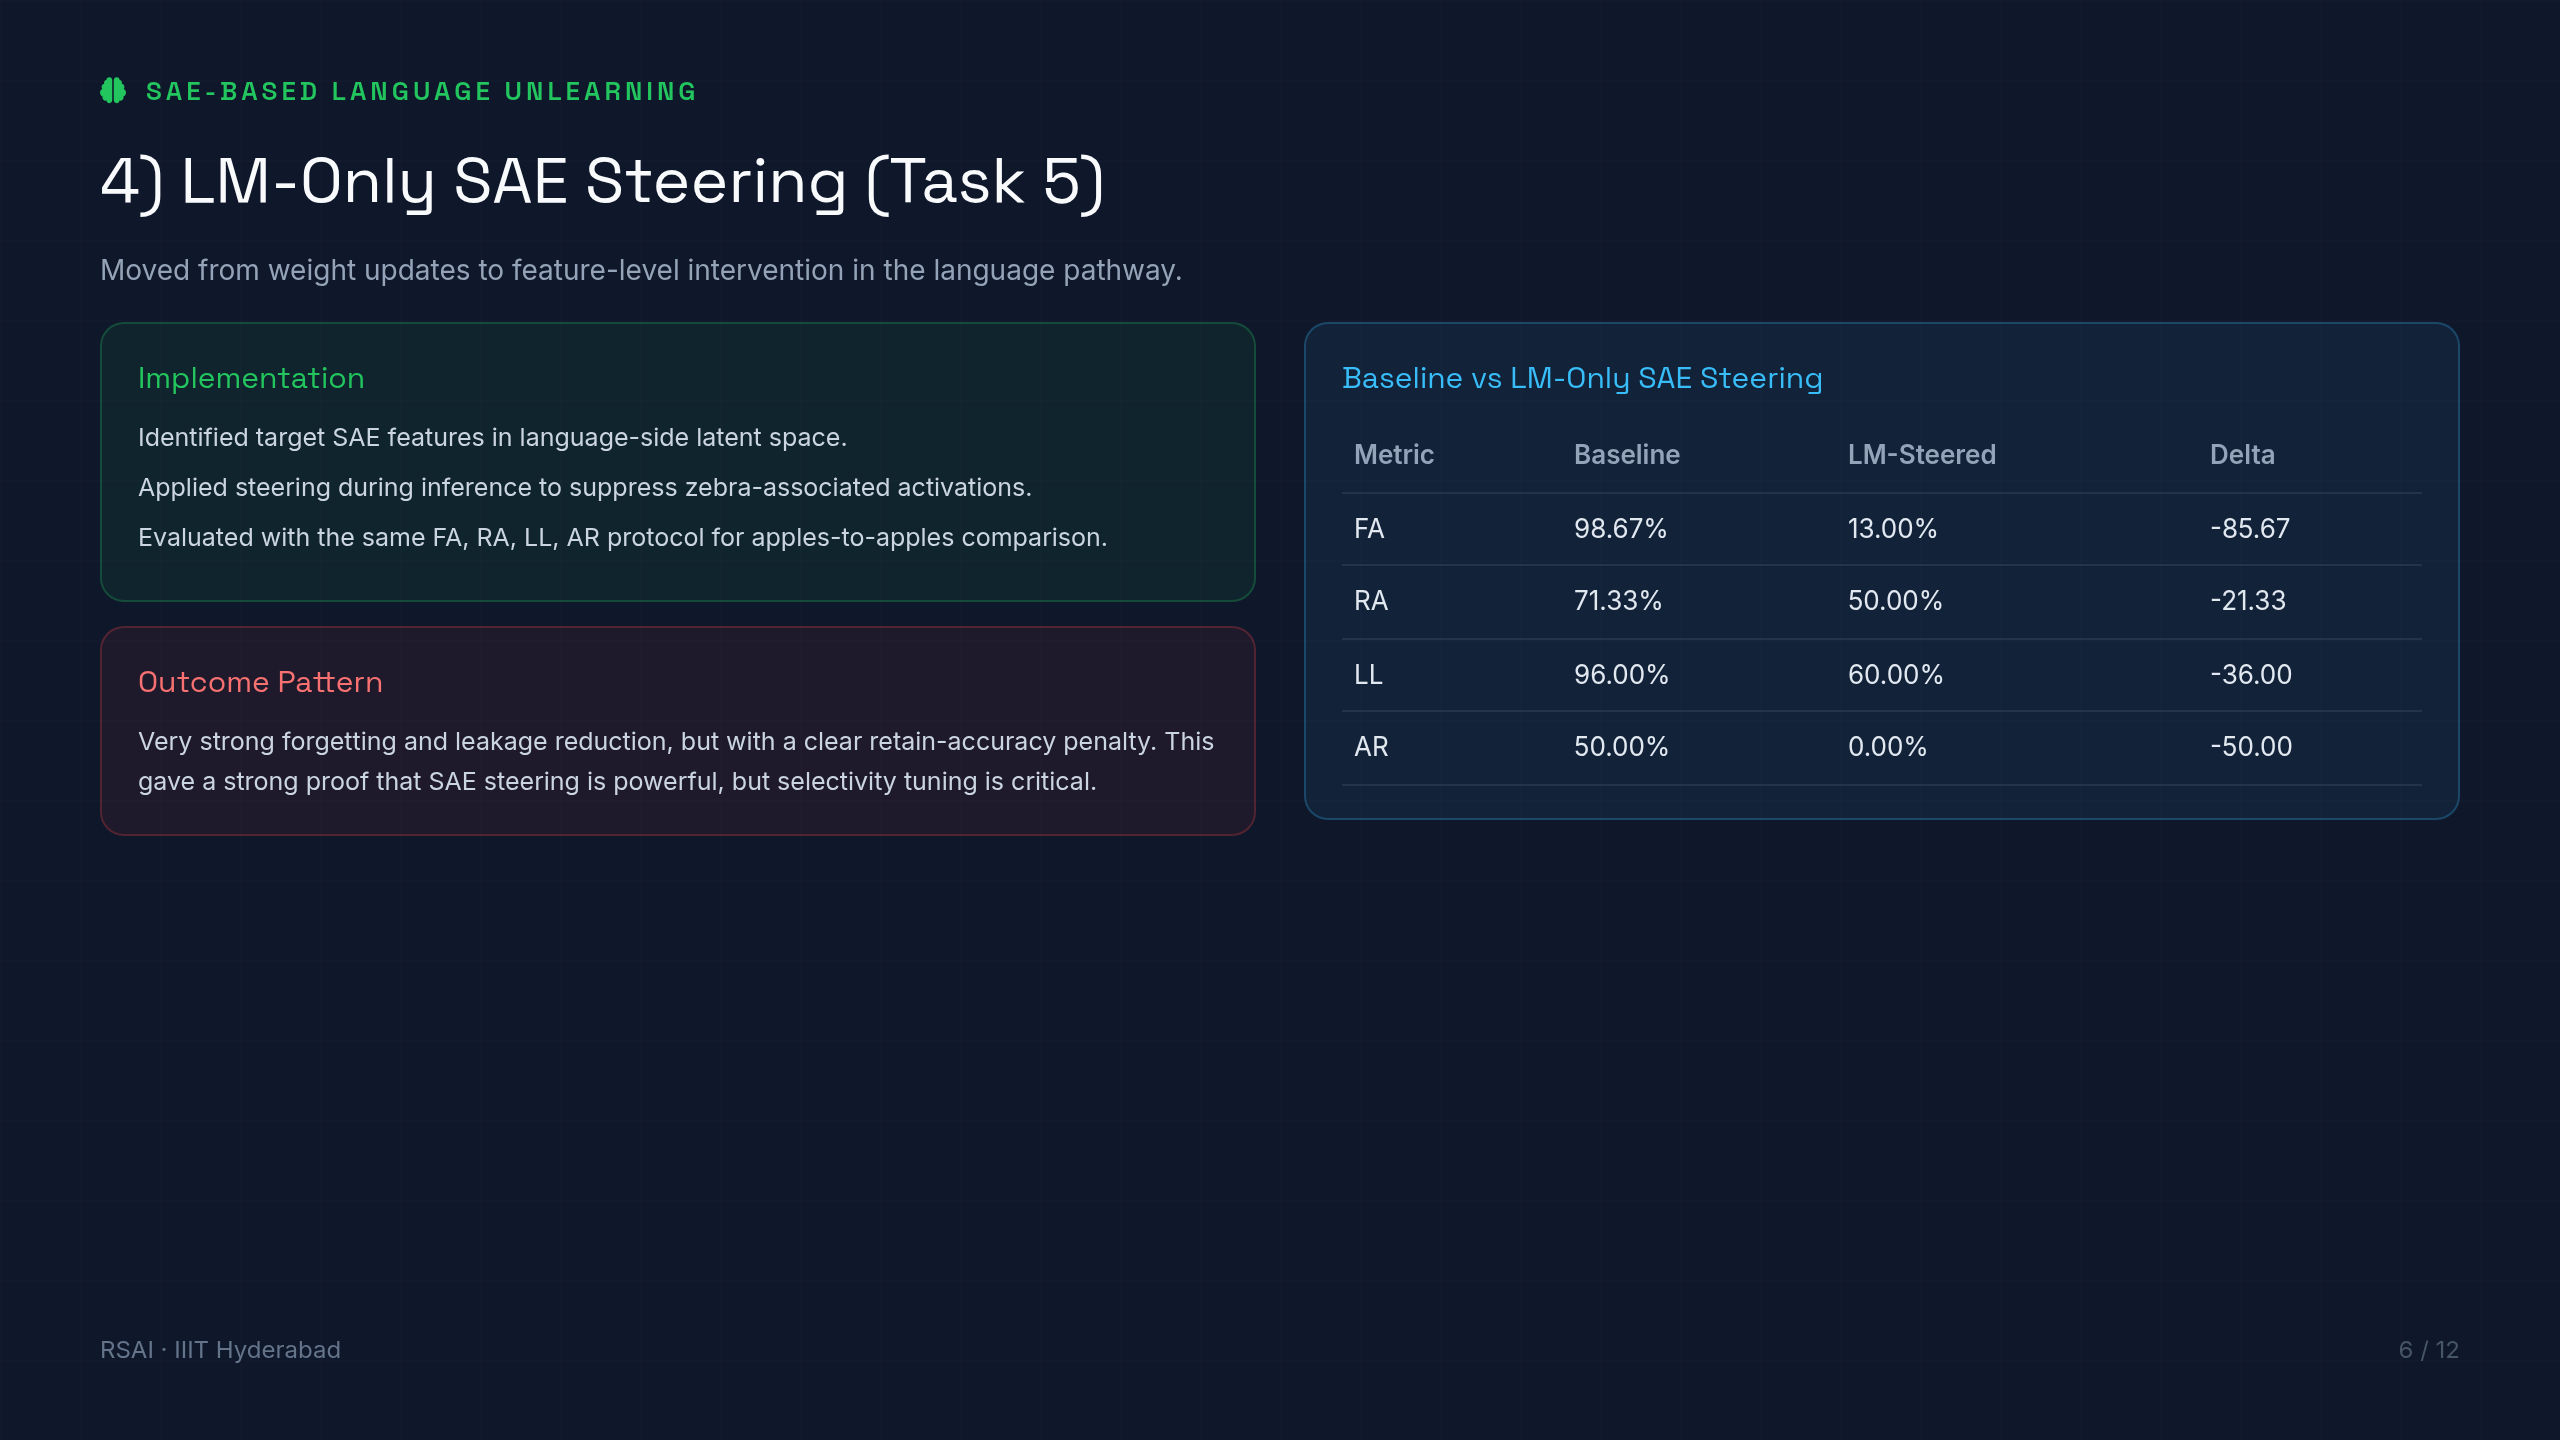 SAE-BASED LANGUAGE UNLEARNING
4) LM-Only SAE Steering (Task 5)
Moved from weight updates to feature-level intervention in the language pathway.
Implementation
Identified target SAE features in language-side latent space.
Applied steering during inference to suppress zebra-associated activations.
Evaluated with the same FA, RA, LL, AR protocol for apples-to-apples comparison.
Outcome Pattern
Very strong forgetting and leakage reduction, but with a clear retain-accuracy penalty. This
gave a strong proof that SAE steering is powerful, but selectivity tuning is critical.
Baseline vs LM-Only SAE Steering
Metric Baseline LM-Steered Delta
FA 98.67% 13.00% -85.67
RA 71.33% 50.00% -21.33
LL 96.00% 60.00% -36.00
AR 50.00% 0.00% -50.00
RSAI · IIIT Hyderabad
6 / 12